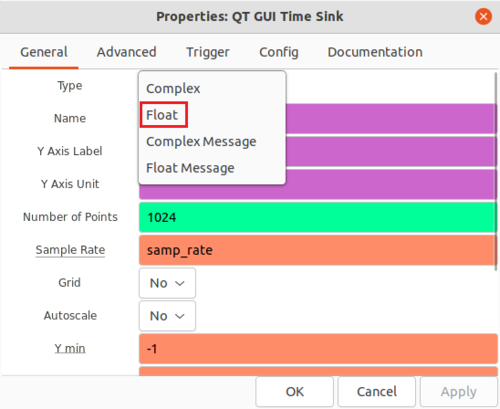 Properties: QT GUI Time Sink
General Advanced Trigger Config Documentation
Type
Complex
Name
Float
Y Axis Label
Complex Message
Y Axis Unit
Float Message
Number of Points 1024
Sample Rate samp_rate
Grid No
Autoscale No
Y min -1
OK Cancel Apply